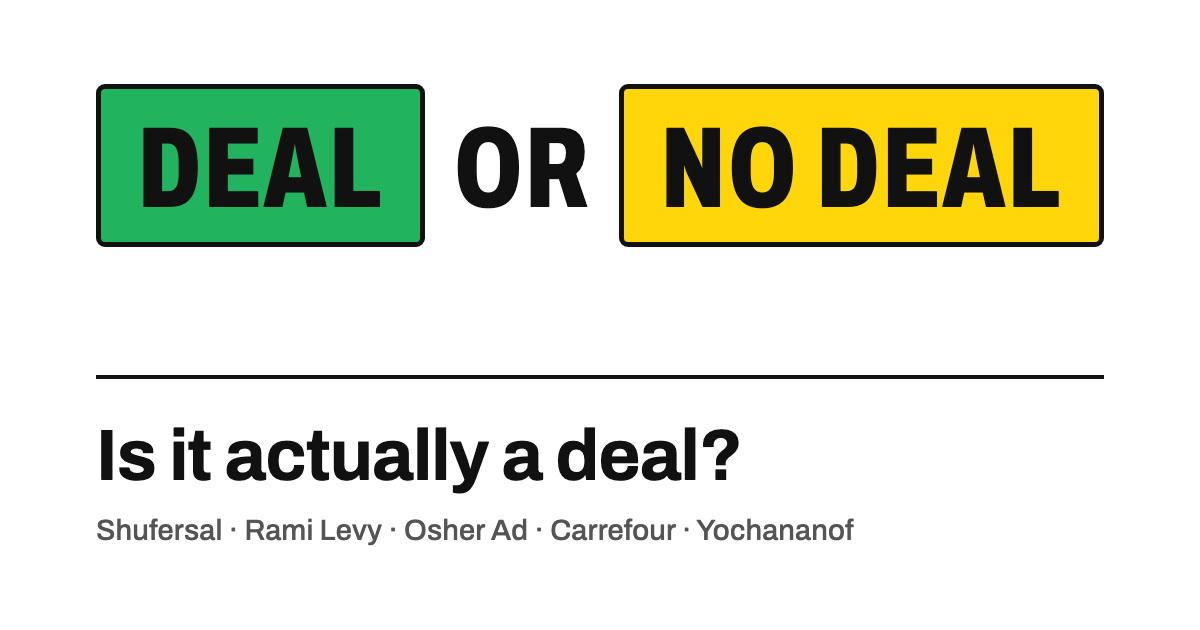 DEAL OR NO DEAL
Is it actually a deal?
Shufersal · Rami Levy · Osher Ad · Carrefour · Yochananof